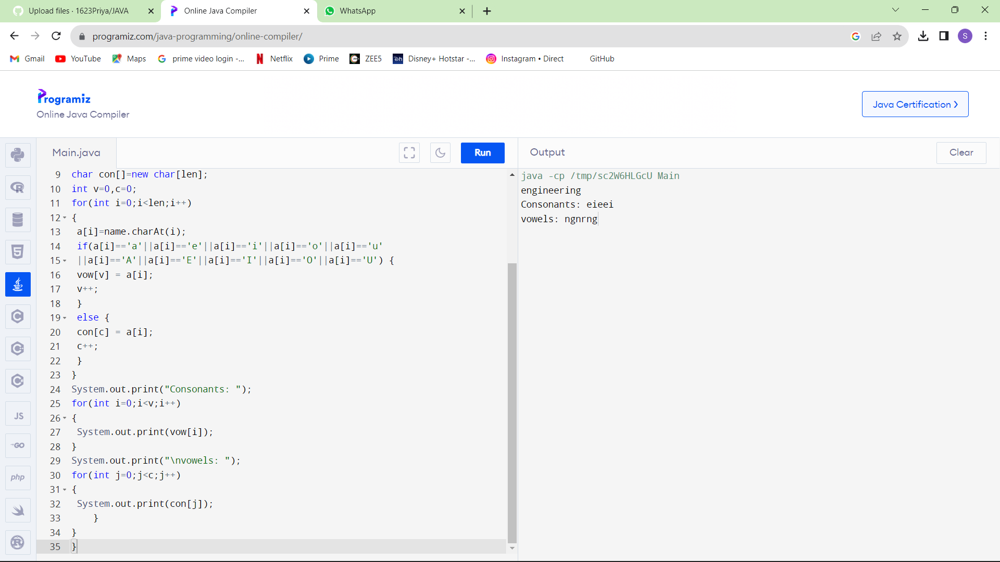 Upload files · 1623Priya/JAVA
Online Java Compiler
WhatsApp
programiz.com/java-programming/online-compiler/
S
Gmail
YouTube
Maps
prime video login -...
Netflix
Prime
ZEE5
Disney+ Hotstar -...
Instagram • Direct
GitHub
Programiz
Online Java Compiler
Java Certification ❯
Main.java
Run
Output
Clear
9 char con[]=new char[len];
10 int v=0,c=0;
11 for(int i=0;i<len;i++)
12 {
13 a[i]=name.charAt(i);
14 if(a[i]=='a'||a[i]=='e'||a[i]=='i'||a[i]=='o'||a[i]=='u'
15 ||a[i]=='A'||a[i]=='E'||a[i]=='I'||a[i]=='O'||a[i]=='U') {
16 vow[v] = a[i];
17 v++;
18 }
19 else {
20 con[c] = a[i];
21 c++;
22 }
23 }
24 System.out.print("Consonants: ");
25 for(int i=0;i<v;i++)
26 {
27 System.out.print(vow[i]);
28 }
29 System.out.print("\nvowels: ");
30 for(int j=0;j<c;j++)
31 {
32 System.out.print(con[j]);
33 }
34 }
35 }
java -cp /tmp/sc2W6HLGcU Main
engineering
Consonants: eieei
vowels: ngnrng
R
5
C
C
C
JS
GO
php
R